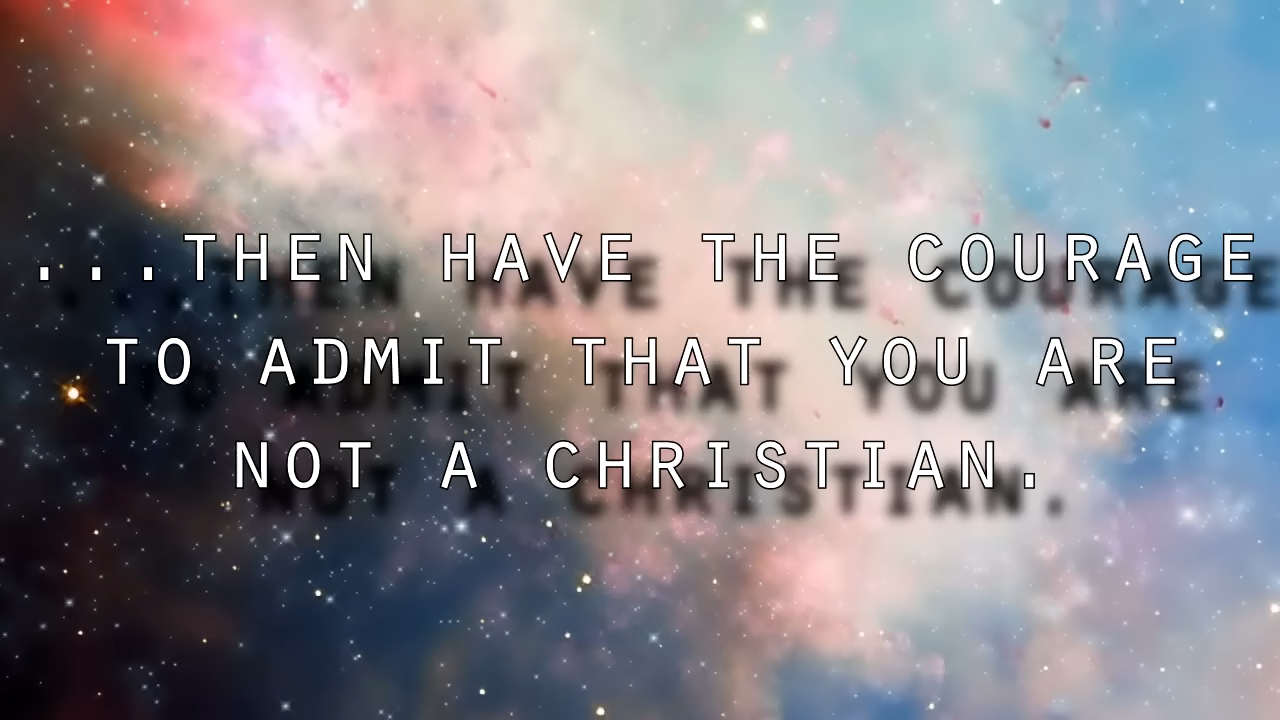 ...THEN HAVE THE COURAGE
TO ADMIT THAT YOU ARE
NOT A CHRISTIAN.